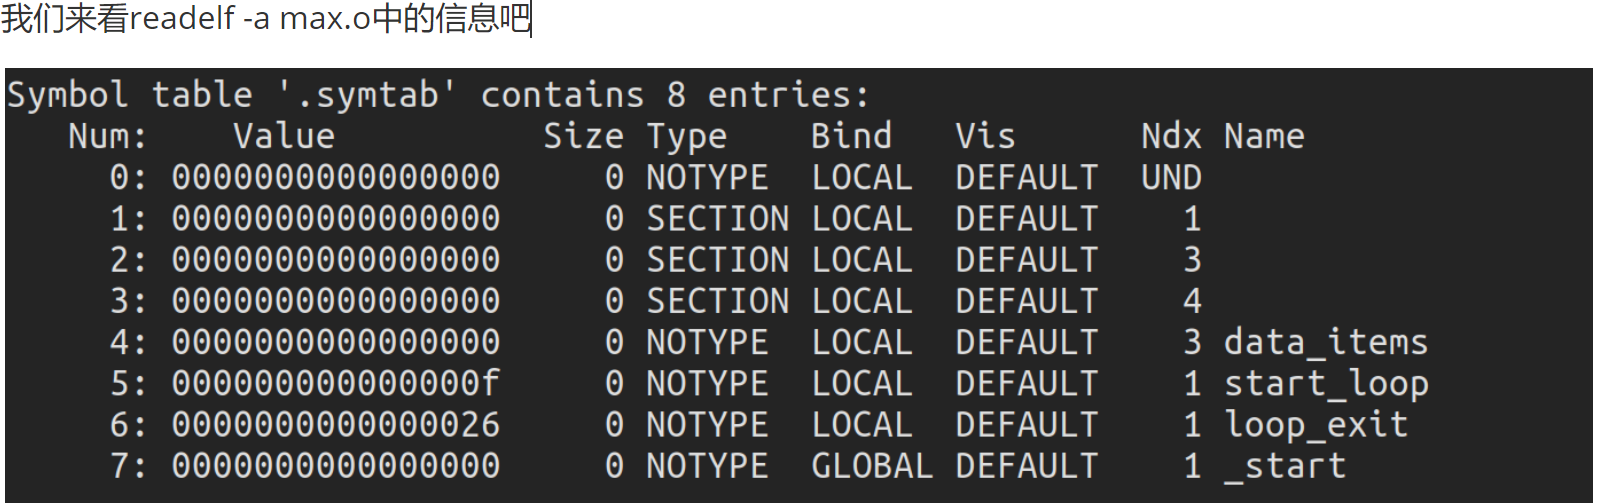 我们来看readelf -a max.o中的信息吧
Symbol table '.symtab' contains 8 entries:
   Num:    Value          Size Type    Bind   Vis      Ndx Name
     0: 0000000000000000     0 NOTYPE  LOCAL  DEFAULT  UND
     1: 0000000000000000     0 SECTION LOCAL  DEFAULT    1
     2: 0000000000000000     0 SECTION LOCAL  DEFAULT    3
     3: 0000000000000000     0 SECTION LOCAL  DEFAULT    4
     4: 0000000000000000     0 NOTYPE  LOCAL  DEFAULT    3 data_items
     5: 000000000000000f     0 NOTYPE  LOCAL  DEFAULT    1 start_loop
     6: 0000000000000026     0 NOTYPE  LOCAL  DEFAULT    1 loop_exit
     7: 0000000000000000     0 NOTYPE  GLOBAL DEFAULT    1 _start